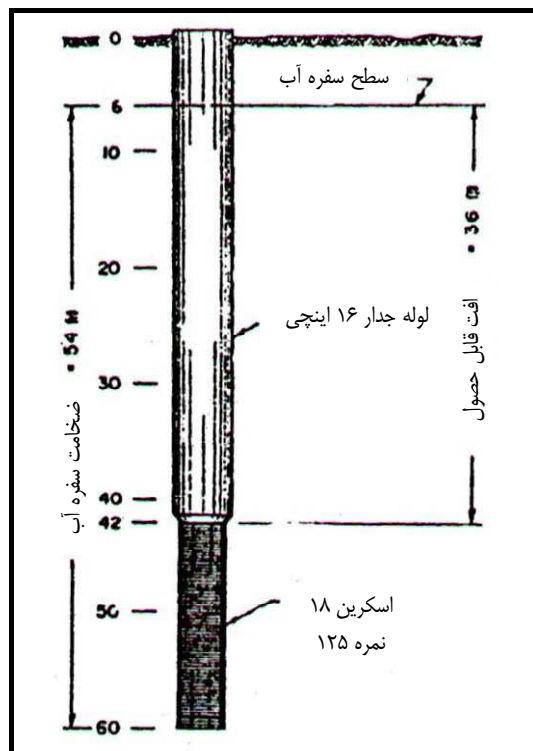 0
سطح سفره آب
6
10
= 36 m
افت قابل حصول
20
= 54 m
ضخامت سفره آب
لوله جدار ۱۶ اینچی
30
40
42
اسکرین ۱۸
نمره ۱۲۵
50
60